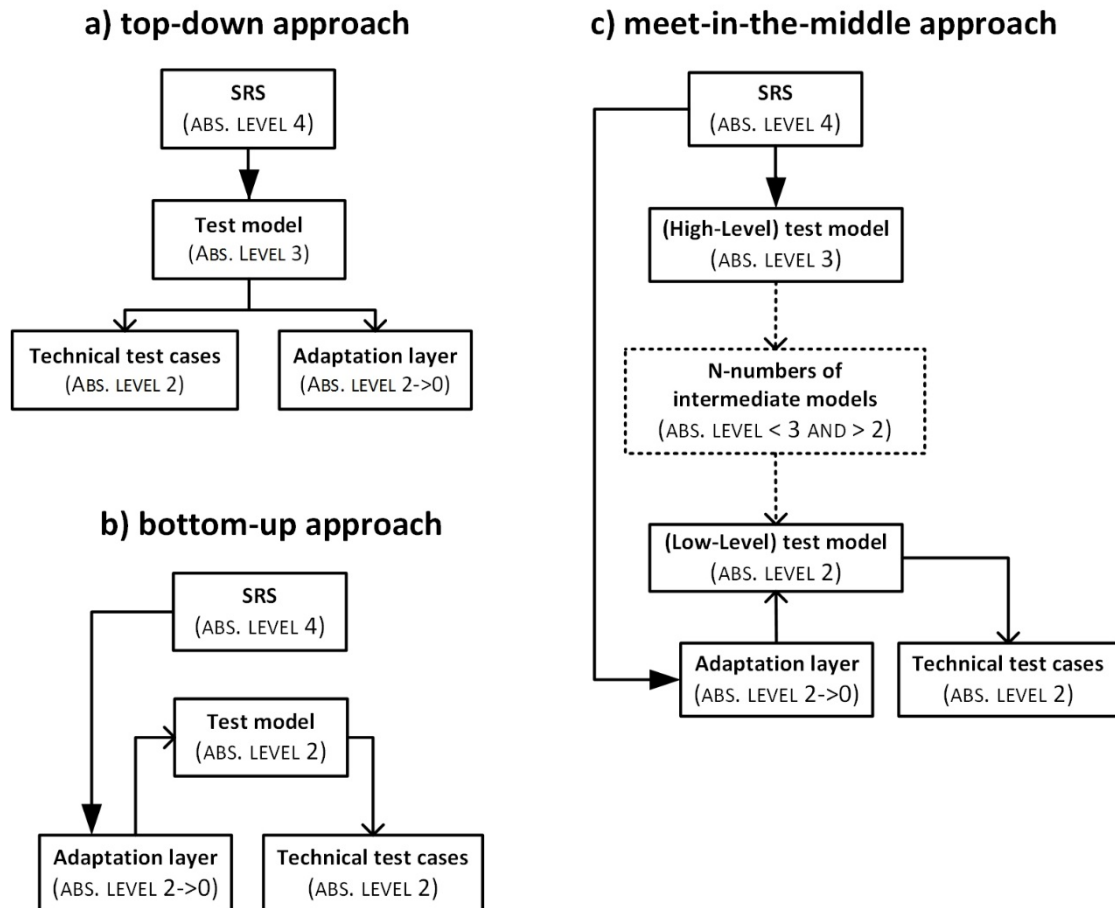 a) top-down approach
SRS
(ABS. LEVEL 4)
Test model
(ABS. LEVEL 3)
Technical test cases
(ABS. LEVEL 2)
Adaptation layer
(ABS. LEVEL 2->0)
b) bottom-up approach
SRS
(ABS. LEVEL 4)
Test model
(ABS. LEVEL 2)
Adaptation layer
(ABS. LEVEL 2->0)
Technical test cases
(ABS. LEVEL 2)
c) meet-in-the-middle approach
SRS
(ABS. LEVEL 4)
(High-Level) test model
(ABS. LEVEL 3)
N-numbers of
intermediate models
(ABS. LEVEL < 3 AND > 2)
(Low-Level) test model
(ABS. LEVEL 2)
Adaptation layer
(ABS. LEVEL 2->0)
Technical test cases
(ABS. LEVEL 2)